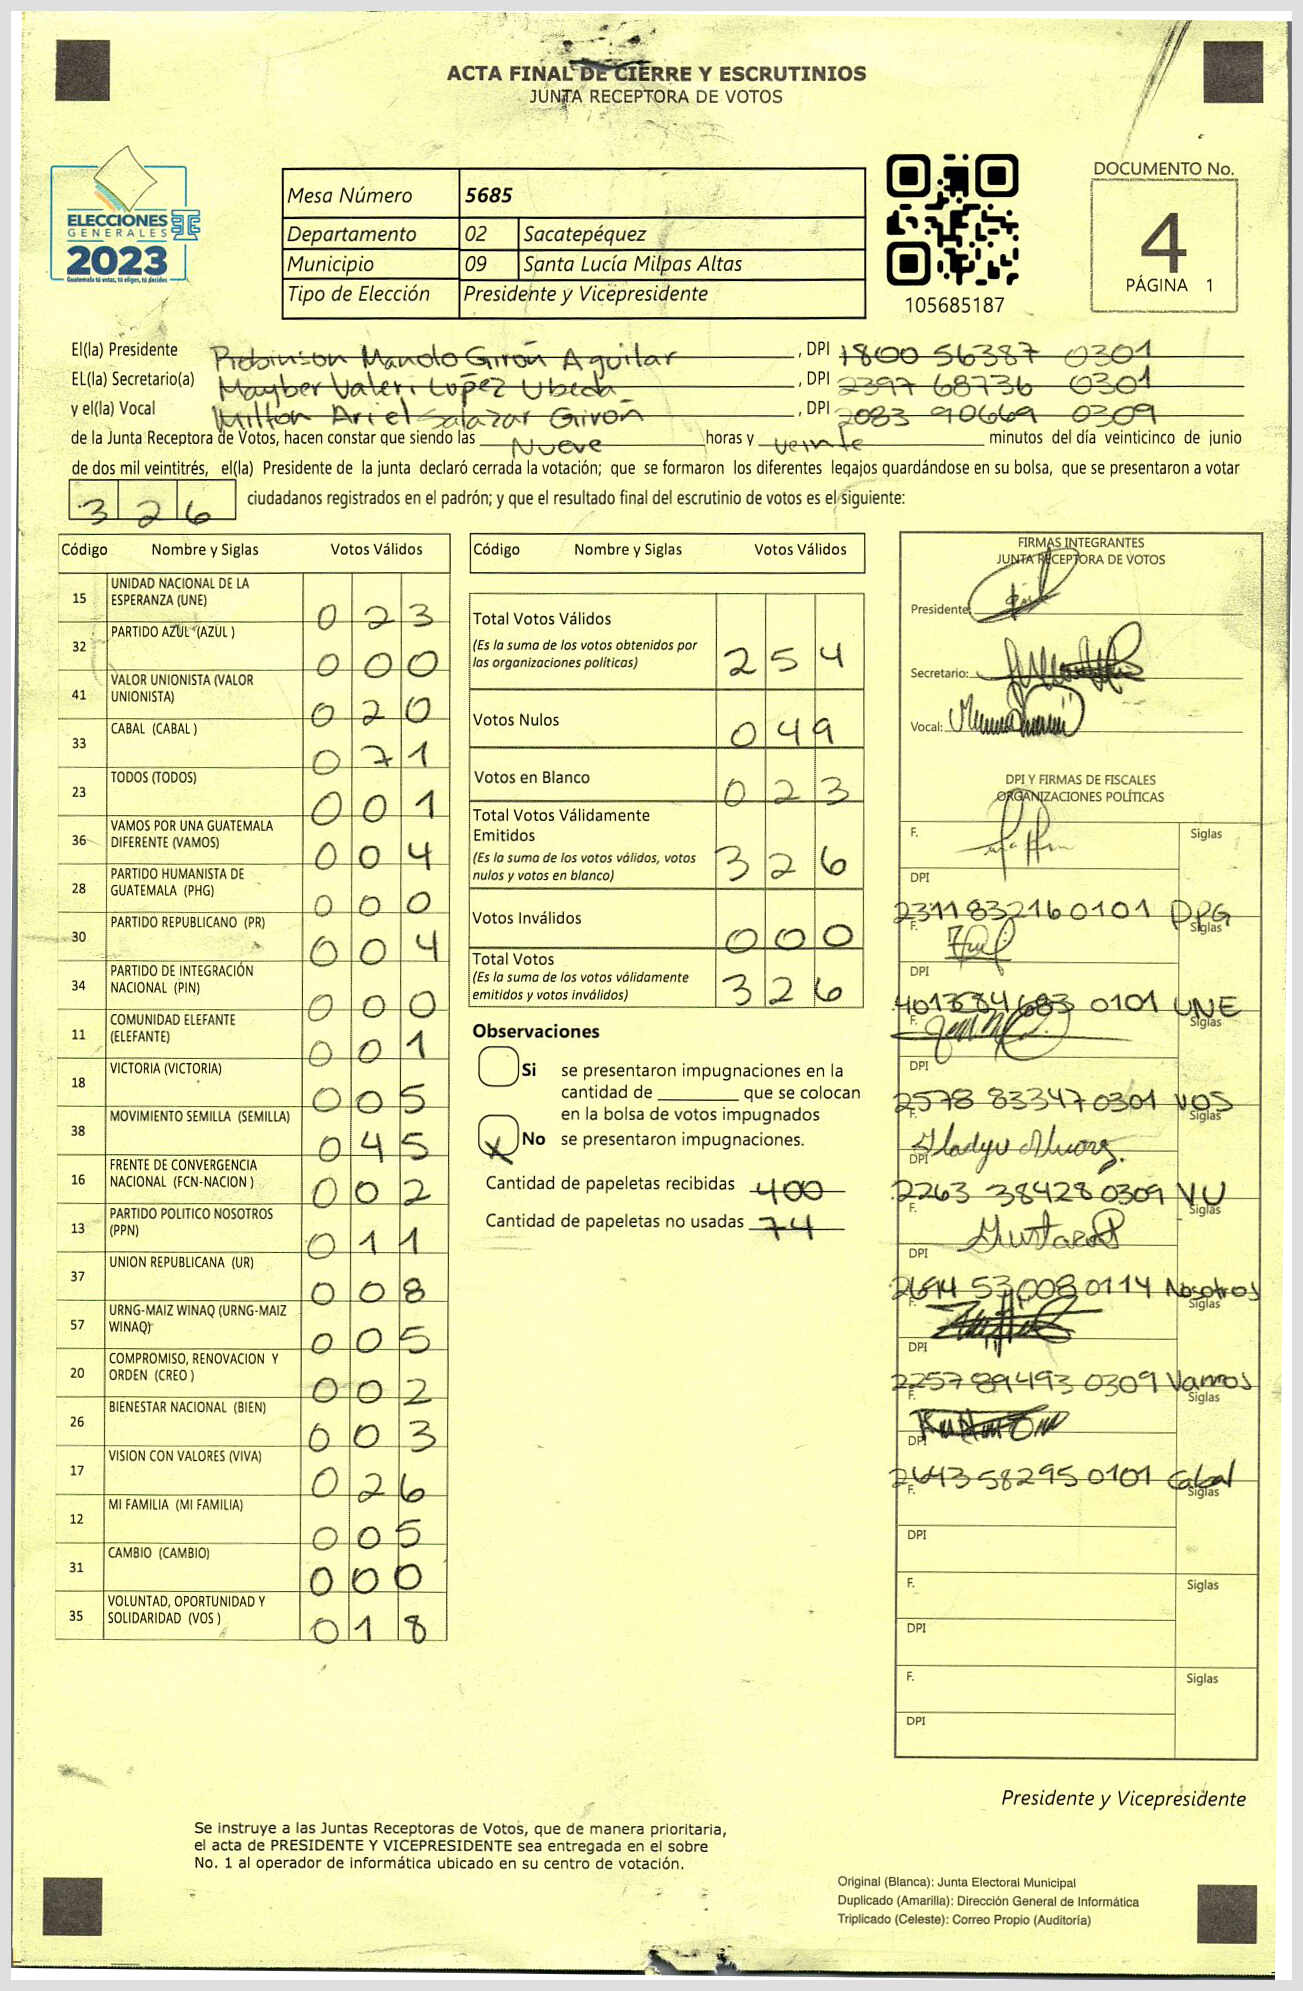 ACTA FINAL DE CIERRE Y ESCRUTINIOS
JUNTA RECEPTORA DE VOTOS
ELECCIONES
GENERALES
2023
Guatemala tú votas, tú eliges, tú decides
Mesa Número 5685
Departamento 02 Sacatepéquez
Municipio 09 Santa Lucía Milpas Altas
Tipo de Elección Presidente y Vicepresidente
105685187
DOCUMENTO No.
4
PÁGINA 1
El(la) Presidente Robinson Manolo Girón Aguilar, DPI 1800 56387 0301
EL(la) Secretario(a) Mayber Valeri López Ubeda, DPI 2397 68736 0301
y el(la) Vocal Milton Ariel Salazar Girón, DPI 2083 90669 0309
de la Junta Receptora de Votos, hacen constar que siendo las Nueve horas y veinte minutos del día veinticinco de junio
de dos mil veintitrés, el(la) Presidente de la junta declaró cerrada la votación; que se formaron los diferentes legajos guardándose en su bolsa, que se presentaron a votar
326 ciudadanos registrados en el padrón; y que el resultado final del escrutinio de votos es el siguiente:
Código Nombre y Siglas Votos Válidos
15 UNIDAD NACIONAL DE LA ESPERANZA (UNE) 023
32 PARTIDO AZUL (AZUL ) 000
41 VALOR UNIONISTA (VALOR UNIONISTA) 020
33 CABAL (CABAL ) 071
23 TODOS (TODOS) 001
36 VAMOS POR UNA GUATEMALA DIFERENTE (VAMOS) 004
28 PARTIDO HUMANISTA DE GUATEMALA (PHG) 000
30 PARTIDO REPUBLICANO (PR) 004
34 PARTIDO DE INTEGRACIÓN NACIONAL (PIN) 000
11 COMUNIDAD ELEFANTE (ELEFANTE) 001
18 VICTORIA (VICTORIA) 005
38 MOVIMIENTO SEMILLA (SEMILLA) 045
16 FRENTE DE CONVERGENCIA NACIONAL (FCN-NACION ) 002
13 PARTIDO POLITICO NOSOTROS (PPN) 011
37 UNION REPUBLICANA (UR) 008
57 URNG-MAIZ WINAQ (URNG-MAIZ WINAQ) 005
20 COMPROMISO, RENOVACION Y ORDEN (CREO ) 002
26 BIENESTAR NACIONAL (BIEN) 003
17 VISION CON VALORES (VIVA) 026
12 MI FAMILIA (MI FAMILIA) 005
31 CAMBIO (CAMBIO) 000
35 VOLUNTAD, OPORTUNIDAD Y SOLIDARIDAD (VOS ) 018
Código Nombre y Siglas Votos Válidos
Total Votos Válidos 254
(Es la suma de los votos obtenidos por
las organizaciones políticas)
Votos Nulos 049
Votos en Blanco 023
Total Votos Válidamente
Emitidos 326
(Es la suma de los votos válidos, votos
nulos y votos en blanco)
Votos Inválidos 000
Total Votos 326
(Es la suma de los votos válidamente
emitidos y votos inválidos)
Observaciones
Si se presentaron impugnaciones en la
cantidad de ________ que se colocan
en la bolsa de votos impugnados
X No se presentaron impugnaciones.
Cantidad de papeletas recibidas 400
Cantidad de papeletas no usadas 74
FIRMAS INTEGRANTES
JUNTA RECEPTORA DE VOTOS
Presidente:
Secretario:
Vocal:
DPI Y FIRMAS DE FISCALES
ORGANIZACIONES POLÍTICAS
F. Siglas
DPI
2311832160101 PPG
F. Siglas
DPI
0101 UNE
F. Siglas
DPI
2578 83347 0301 VOS
F. Siglas
DPI
2263 38428 0309 VU
F. Siglas
DPI
2694 53008 0114 Nosotros
F. Siglas
DPI
2257 89493 0309 Vamos
F. Siglas
DPI
2643 58295 0101 Cabal
F. Siglas
DPI
F. Siglas
DPI
F. Siglas
DPI
Presidente y Vicepresidente
Se instruye a las Juntas Receptoras de Votos, que de manera prioritaria,
el acta de PRESIDENTE Y VICEPRESIDENTE sea entregada en el sobre
No. 1 al operador de informática ubicado en su centro de votación.
Original (Blanca): Junta Electoral Municipal
Duplicado (Amarilla): Dirección General de Informática
Triplicado (Celeste): Correo Propio (Auditoría)